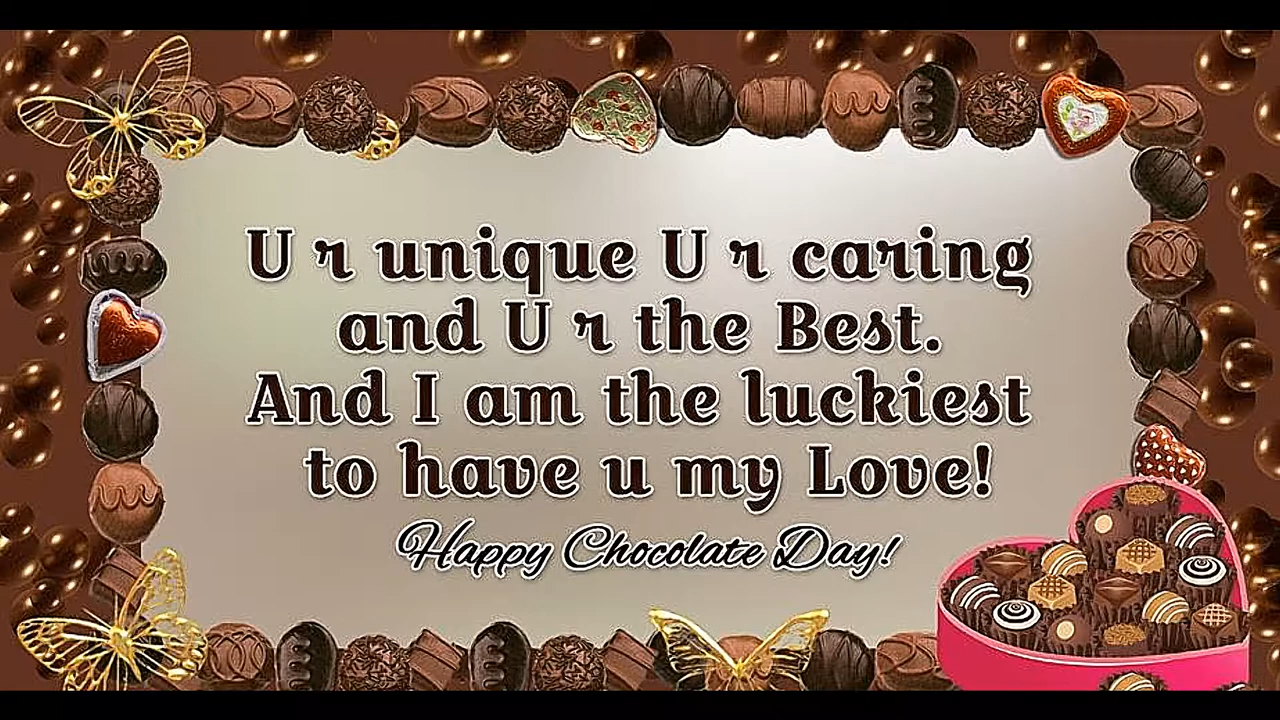 U r unique U r caring
and U r the Best.
And I am the luckiest
to have u my Love!
Happy Chocolate Day!